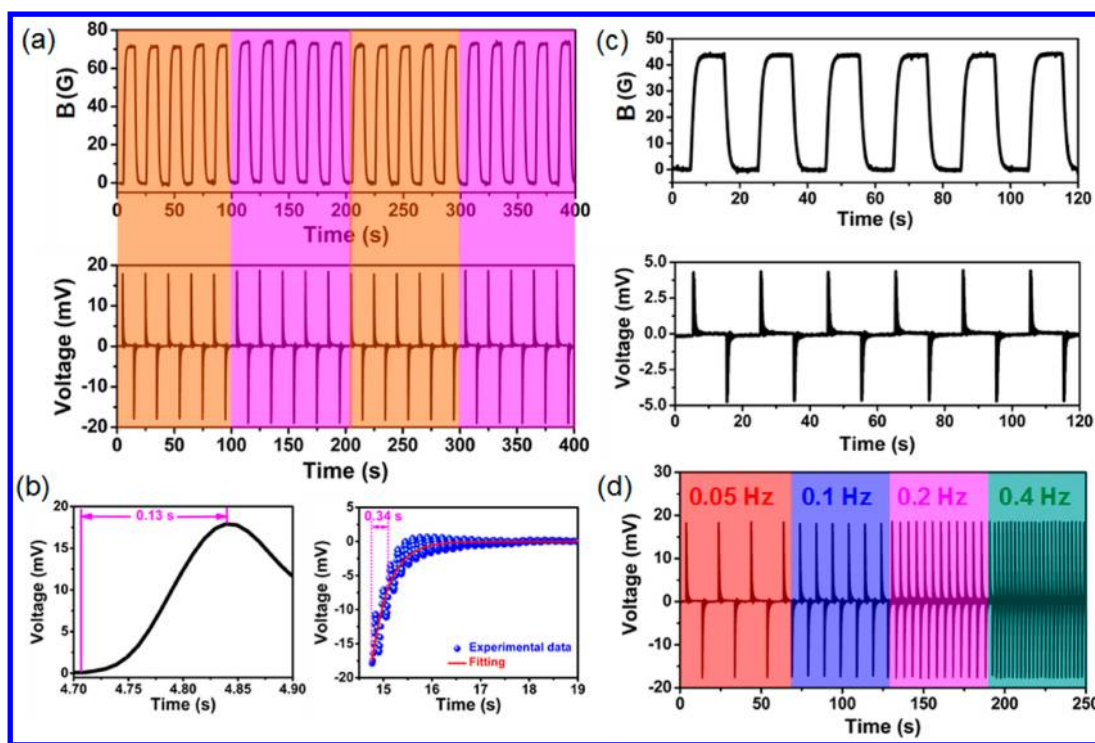 (a)
80
60
40
20
0
B (G)
0 50 100 150 200 250 300 350 400
Time (s)
20
10
0
-10
-20
Voltage (mV)
0 50 100 150 200 250 300 350 400
Time (s)
(c)
50
40
30
20
10
0
B (G)
0 20 40 60 80 100 120
Time (s)
5.0
2.5
0.0
-2.5
-5.0
Voltage (mV)
0 20 40 60 80 100 120
Time (s)
(b)
20
15
10
5
0
Voltage (mV)
0.13 s
4.70 4.75 4.80 4.85 4.90
Time (s)
5
0
-5
-10
-15
-20
Voltage (mV)
0.34 s
Experimental data
Fitting
15 16 17 18 19
Time (s)
(d)
30
20
10
0
-10
-20
Voltage (mV)
0.05 Hz 0.1 Hz 0.2 Hz 0.4 Hz
0 50 100 150 200 250
Time (s)